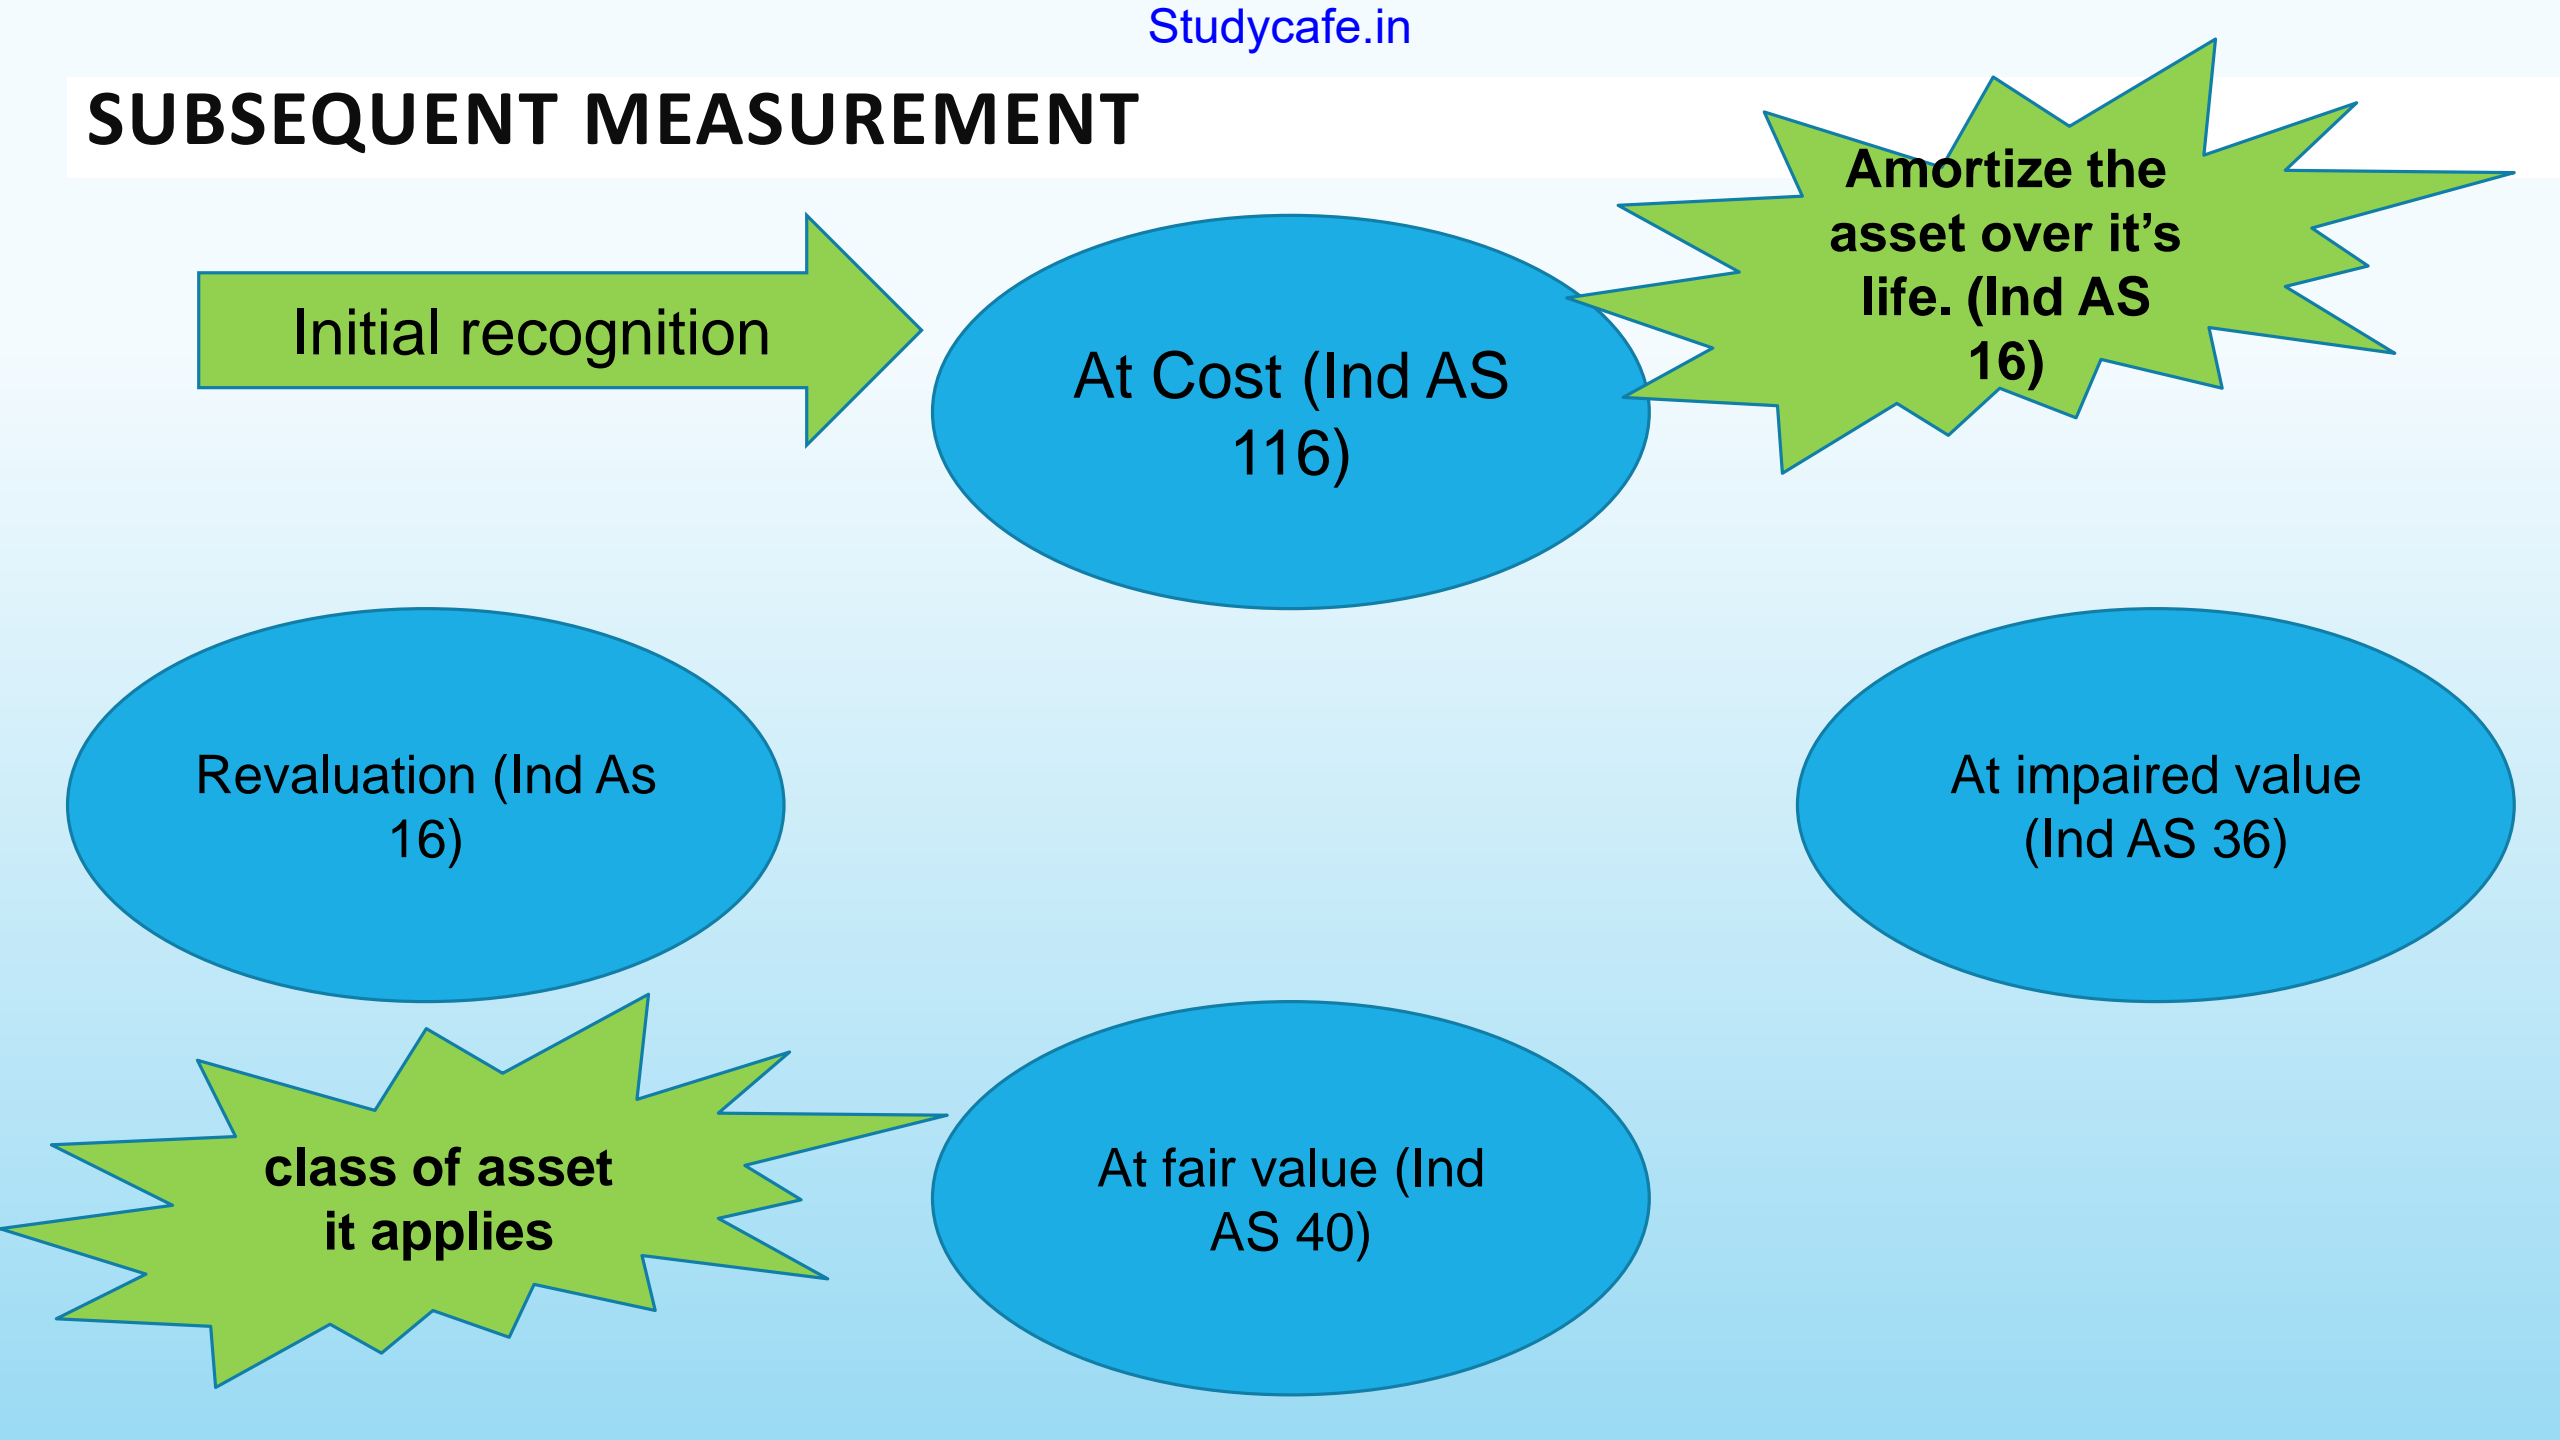 Studycafe.in
SUBSEQUENT MEASUREMENT
Initial recognition
At Cost (Ind AS
116)
Amortize the
asset over it’s
life. (Ind AS
16)
Revaluation (Ind As
16)
At impaired value
(Ind AS 36)
class of asset
it applies
At fair value (Ind
AS 40)